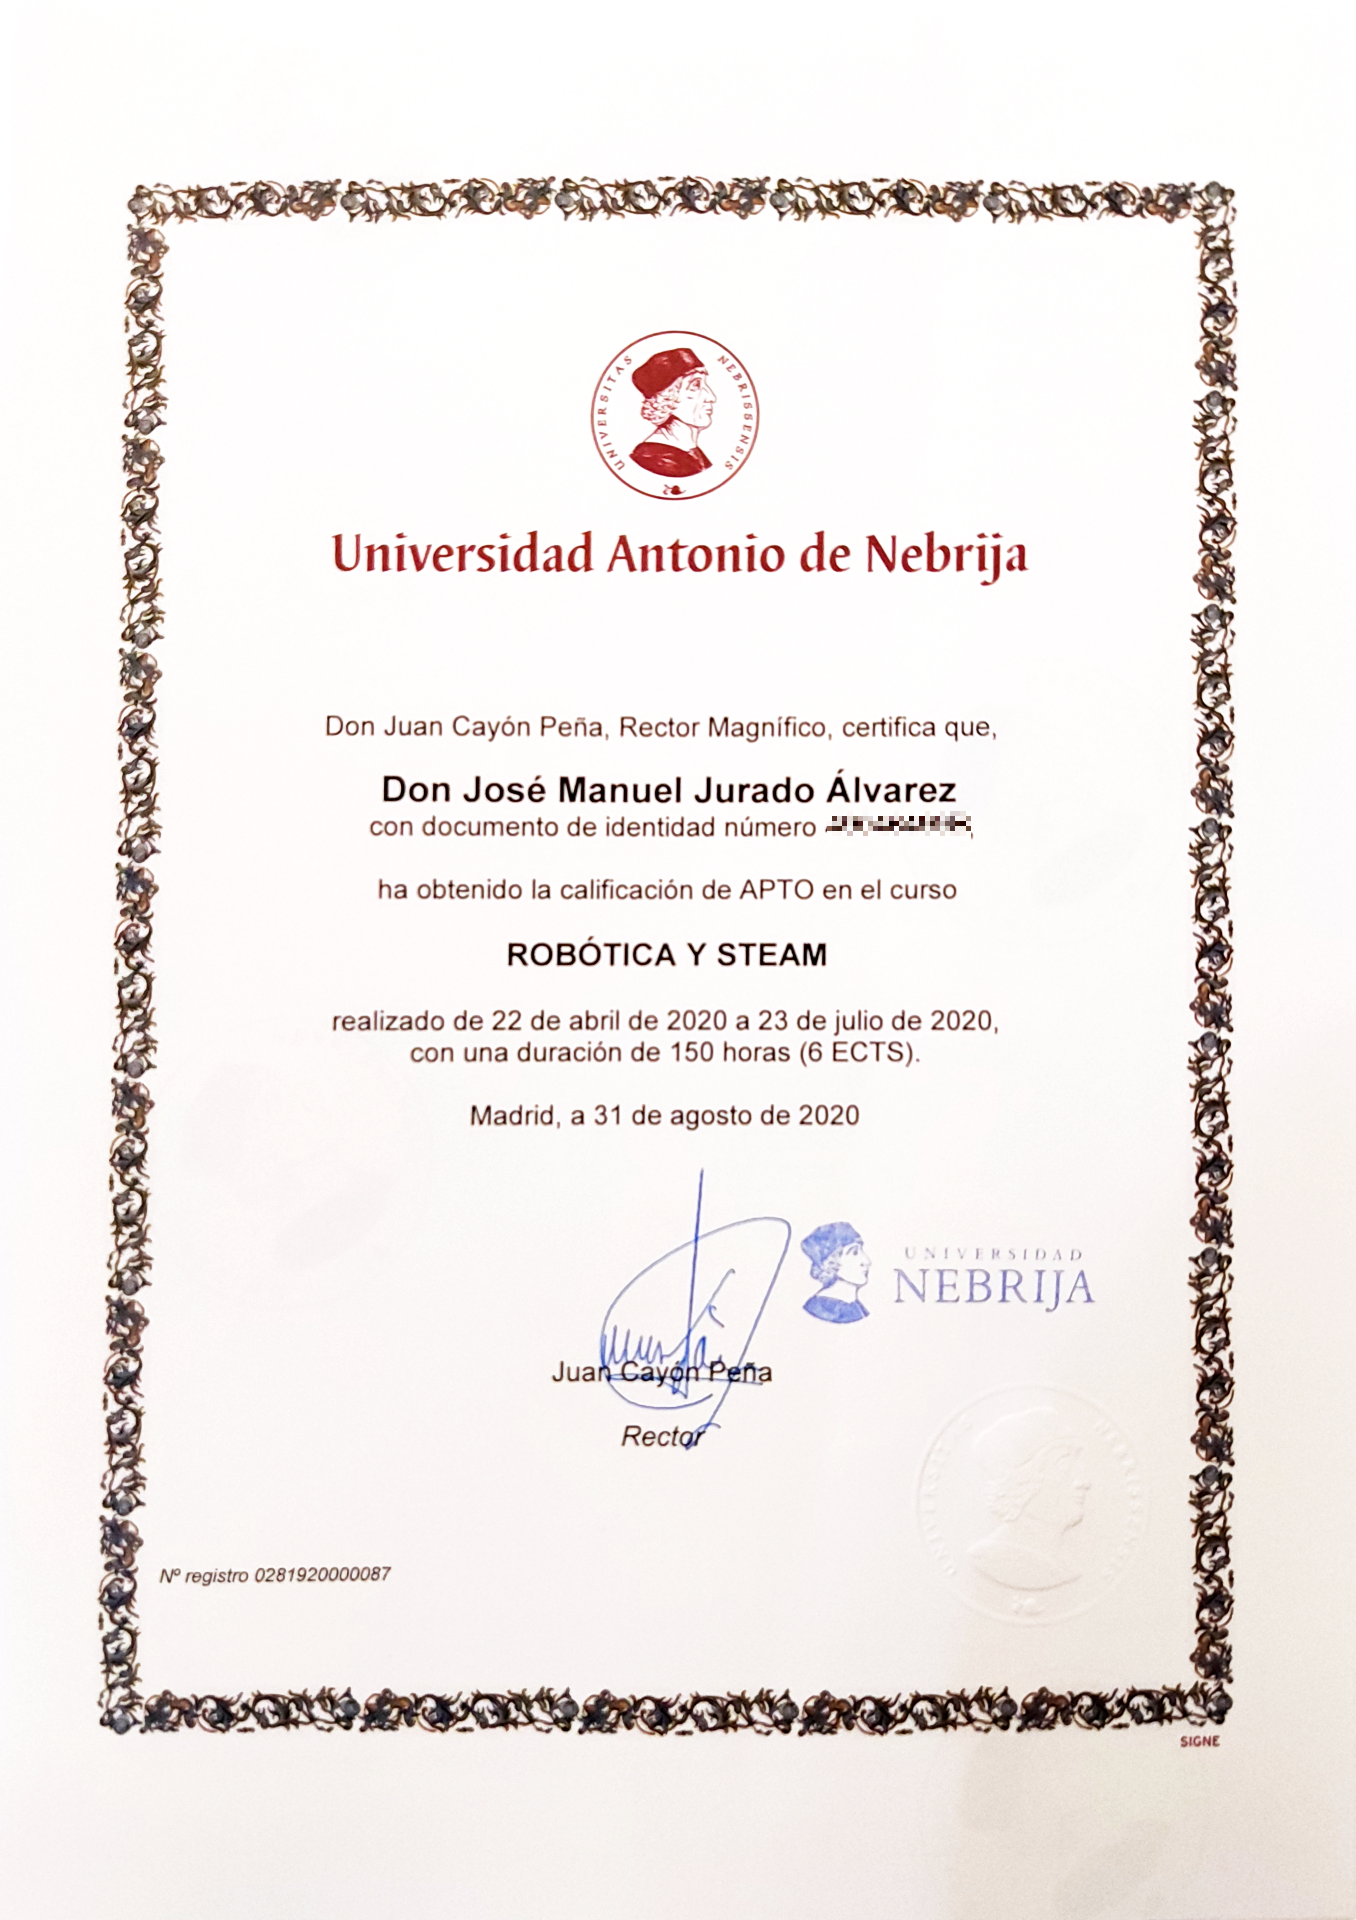 UNIVERSITAS NEBRISSENSIS
Universidad Antonio de Nebrija
Don Juan Cayón Peña, Rector Magnífico, certifica que,
Don José Manuel Jurado Álvarez
con documento de identidad número
ha obtenido la calificación de APTO en el curso
ROBÓTICA Y STEAM
realizado de 22 de abril de 2020 a 23 de julio de 2020,
con una duración de 150 horas (6 ECTS).
Madrid, a 31 de agosto de 2020
UNIVERSIDAD
NEBRIJA
Juan Cayón Peña
Rector
UNIVERSITAS NEBRISSENSIS
Nº registro 0281920000087
SIGNE